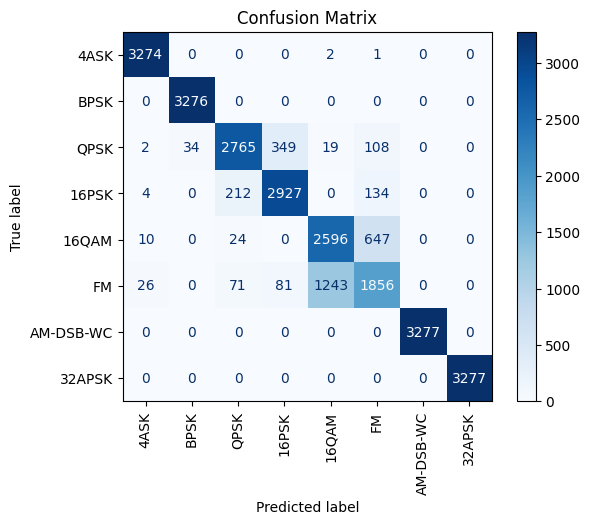 Confusion Matrix
True label
4ASK 3274 0 0 0 2 1 0 0
BPSK 0 3276 0 0 0 0 0 0
QPSK 2 34 2765 349 19 108 0 0
16PSK 4 0 212 2927 0 134 0 0
16QAM 10 0 24 0 2596 647 0 0
FM 26 0 71 81 1243 1856 0 0
AM-DSB-WC 0 0 0 0 0 0 3277 0
32APSK 0 0 0 0 0 0 0 3277
4ASK BPSK QPSK 16PSK 16QAM FM AM-DSB-WC 32APSK
Predicted label
3000
2500
2000
1500
1000
500
0